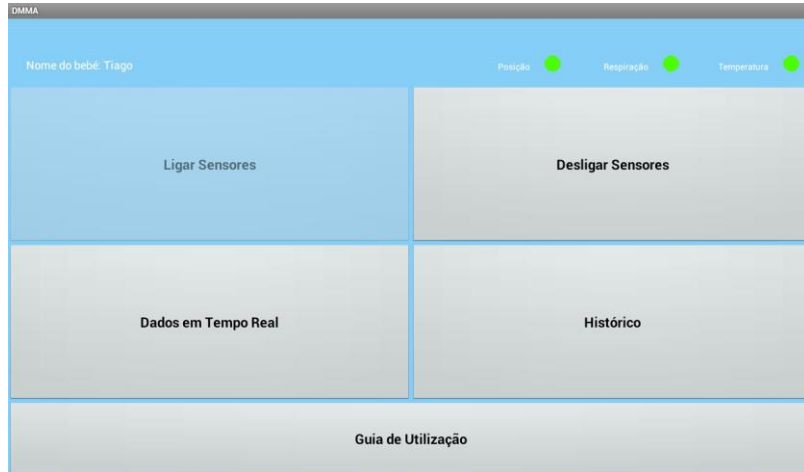 DMMA
Nome do bebé: Tiago
Posição
Respiração
Temperatura
Ligar Sensores
Desligar Sensores
Dados em Tempo Real
Histórico
Guia de Utilização